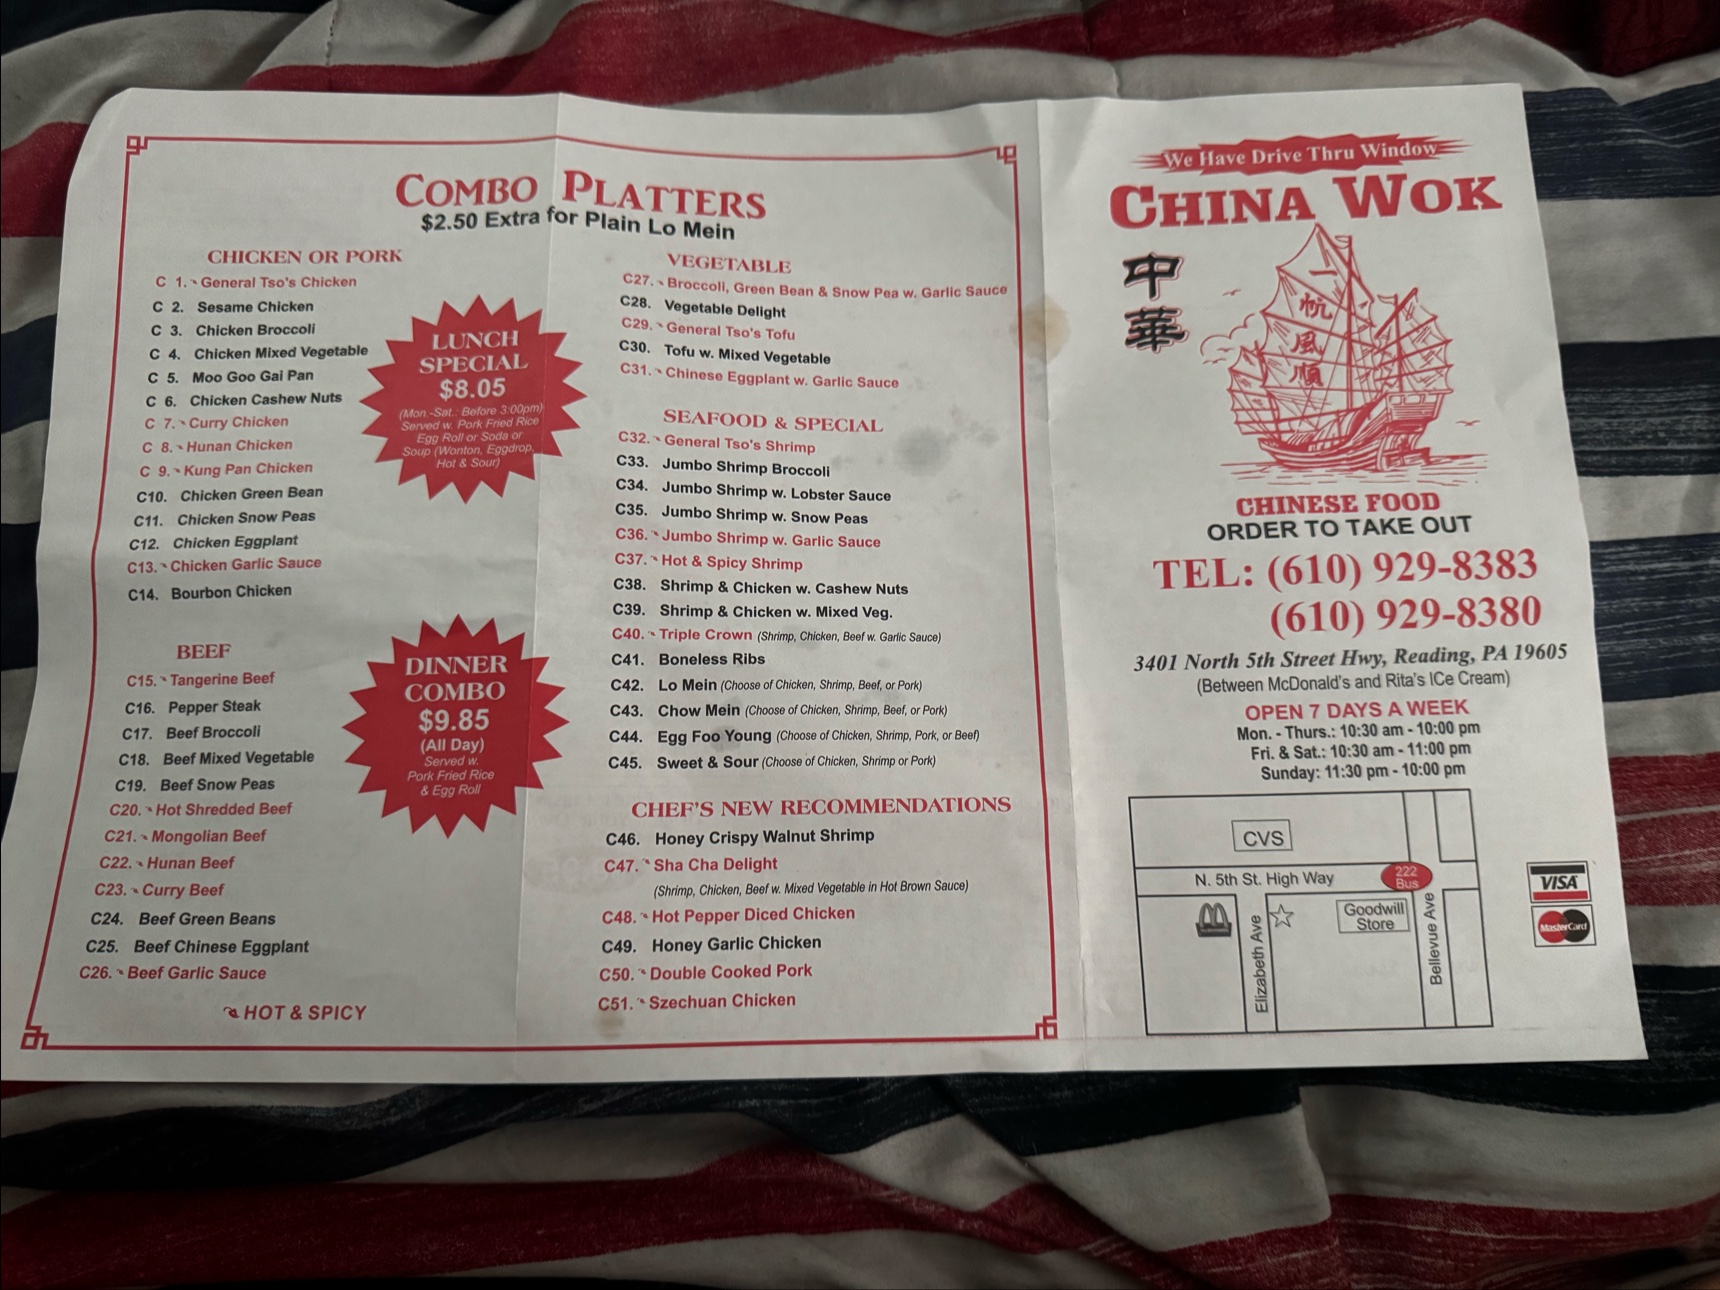 COMBO PLATTERS
$2.50 Extra for Plain Lo Mein
CHICKEN OR PORK
C 1. General Tso's Chicken
C 2. Sesame Chicken
C 3. Chicken Broccoli
C 4. Chicken Mixed Vegetable
C 5. Moo Goo Gai Pan
C 6. Chicken Cashew Nuts
C 7. Curry Chicken
C 8. Hunan Chicken
C 9. Kung Pan Chicken
C10. Chicken Green Bean
C11. Chicken Snow Peas
C12. Chicken Eggplant
C13. Chicken Garlic Sauce
C14. Bourbon Chicken
LUNCH
SPECIAL
$8.05
(Mon.-Sat.: Before 3:00pm)
Served w. Pork Fried Rice
Egg Roll or Soda or
Soup (Wonton, Eggdrop,
Hot & Sour)
BEEF
C15. Tangerine Beef
C16. Pepper Steak
C17. Beef Broccoli
C18. Beef Mixed Vegetable
C19. Beef Snow Peas
C20. Hot Shredded Beef
C21. Mongolian Beef
C22. Hunan Beef
C23. Curry Beef
C24. Beef Green Beans
C25. Beef Chinese Eggplant
C26. Beef Garlic Sauce
HOT & SPICY
DINNER
COMBO
$9.85
(All Day)
Served w.
Pork Fried Rice
& Egg Roll
VEGETABLE
C27. Broccoli, Green Bean & Snow Pea w. Garlic Sauce
C28. Vegetable Delight
C29. General Tso's Tofu
C30. Tofu w. Mixed Vegetable
C31. Chinese Eggplant w. Garlic Sauce
SEAFOOD & SPECIAL
C32. General Tso's Shrimp
C33. Jumbo Shrimp Broccoli
C34. Jumbo Shrimp w. Lobster Sauce
C35. Jumbo Shrimp w. Snow Peas
C36. Jumbo Shrimp w. Garlic Sauce
C37. Hot & Spicy Shrimp
C38. Shrimp & Chicken w. Cashew Nuts
C39. Shrimp & Chicken w. Mixed Veg.
C40. Triple Crown (Shrimp, Chicken, Beef w. Garlic Sauce)
C41. Boneless Ribs
C42. Lo Mein (Choose of Chicken, Shrimp, Beef, or Pork)
C43. Chow Mein (Choose of Chicken, Shrimp, Beef, or Pork)
C44. Egg Foo Young (Choose of Chicken, Shrimp, Pork, or Beef)
C45. Sweet & Sour (Choose of Chicken, Shrimp or Pork)
CHEF'S NEW RECOMMENDATIONS
C46. Honey Crispy Walnut Shrimp
C47. Sha Cha Delight
(Shrimp, Chicken, Beef w. Mixed Vegetable in Hot Brown Sauce)
C48. Hot Pepper Diced Chicken
C49. Honey Garlic Chicken
C50. Double Cooked Pork
C51. Szechuan Chicken
We Have Drive Thru Window
CHINA WOK
中
華
一
帆
風
順
CHINESE FOOD
ORDER TO TAKE OUT
TEL: (610) 929-8383
(610) 929-8380
3401 North 5th Street Hwy, Reading, PA 19605
(Between McDonald's and Rita's ICe Cream)
OPEN 7 DAYS A WEEK
Mon. - Thurs.: 10:30 am - 10:00 pm
Fri. & Sat.: 10:30 am - 11:00 pm
Sunday: 11:30 pm - 10:00 pm
CVS
N. 5th St. High Way
222
Bus
Goodwill
Store
Elizabeth Ave
Bellevue Ave
VISA
MasterCard